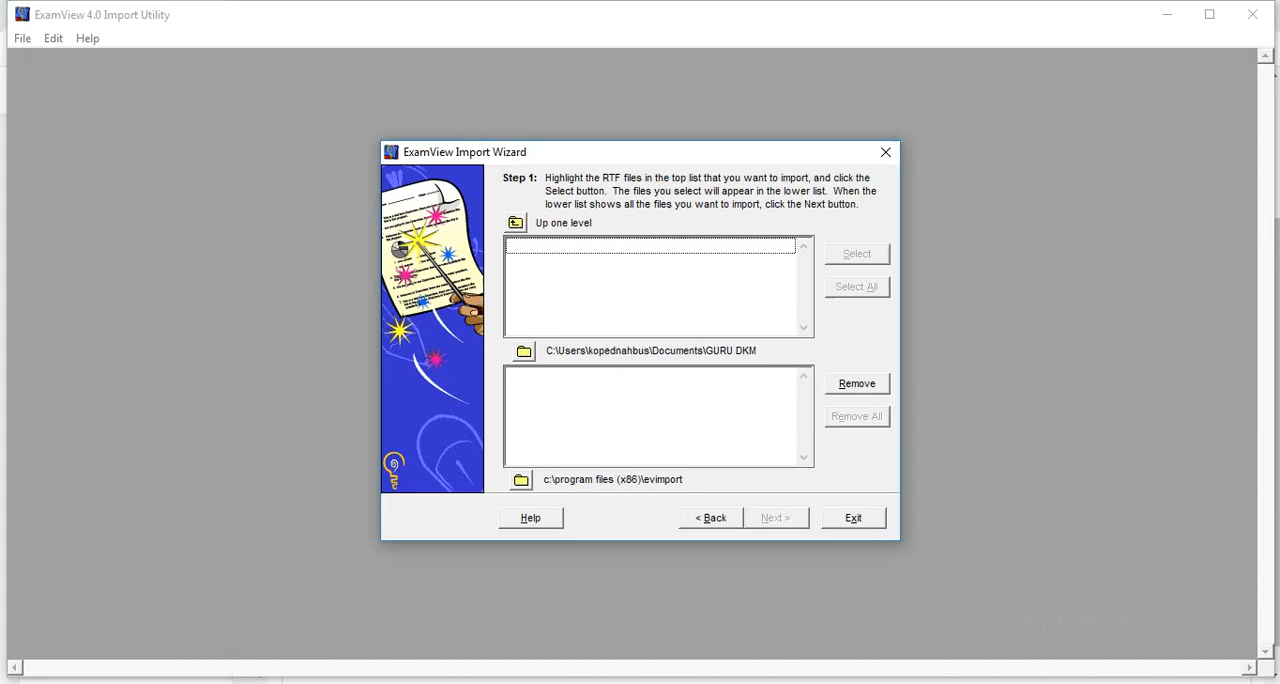 ExamView 4.0 Import Utility
File Edit Help
ExamView Import Wizard
Step 1: Highlight the RTF files in the top list that you want to import, and click the
Select button. The files you select will appear in the lower list. When the
lower list shows all the files you want to import, click the Next button.
Up one level
Select
Select All
C:\Users\kopednahbus\Documents\GURU DKM
Remove
Remove All
c:\program files (x86)\evimport
Help < Back Next > Exit